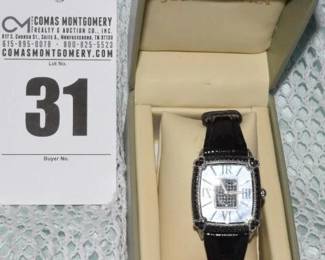 CM COMAS MONTGOMERY
REALTY & AUCTION CO., INC.
615-895-0078 • 800-825-5523
COMASMONTGOMERY.COM
Lot No.
31
Buyer No.